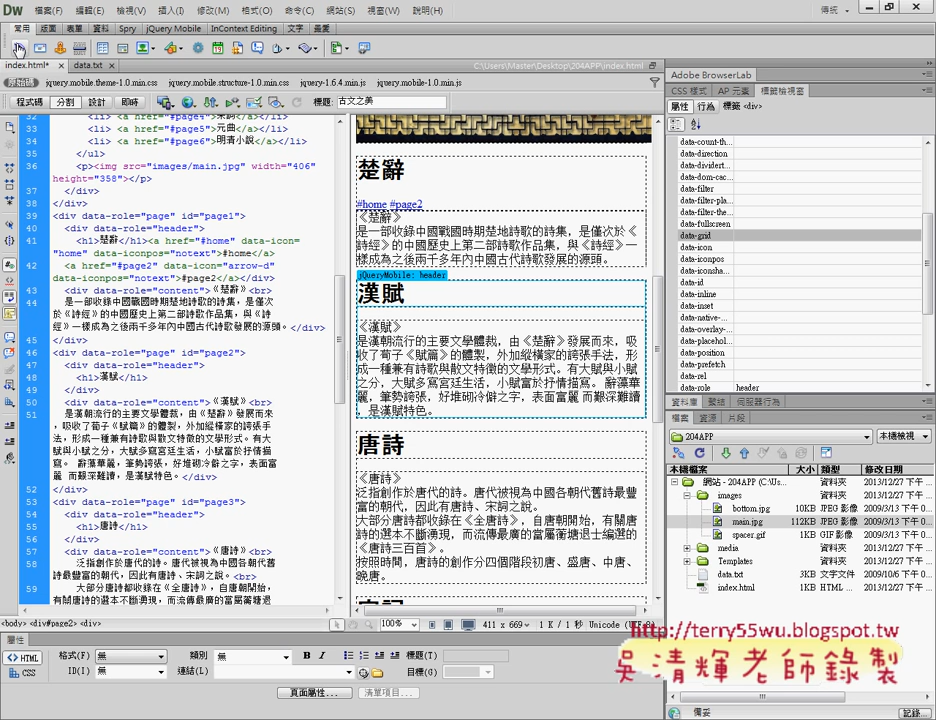 Dw 檔案(F) 編輯(E) 檢視(V) 插入(I) 修改(M) 格式(O) 命令(C) 網站(S) 視窗(W) 說明(H) 傳統
常用 版面 表單 資料 Spry jQuery Mobile InContext Editing 文字 最愛
index.html* data.txt C:\Users\Master\Desktop\204APP\index.html
原始碼 jquery.mobile.theme-1.0.min.css jquery.mobile.structure-1.0.min.css jquery-1.6.4.min.js jquery.mobile-1.0.min.js
程式碼 分割 設計 即時 標題: 古文之美
32 <li> <a href="#page4">宋詞</a></li>
33 <li> <a href="#page5">元曲</a></li>
34 <li> <a href="#page6">明清小說</a></li>
35 </ul>
36 <p><img src="images/main.jpg" width="406"
height="358"></p>
37 </div>
38 </div>
39 <div data-role="page" id="page1">
40 <div data-role="header">
41 <h1>楚辭</h1><a href="#home" data-icon=
"home" data-iconpos="notext">#home</a>
42 <a href="#page2" data-icon="arrow-d"
data-iconpos="notext">#page2</a></div>
43 <div data-role="content">《楚辭》<br>
44 是一部收錄中國戰國時期楚地詩歌的詩集，是僅次
於《詩經》的中國歷史上第二部詩歌作品集，與《詩
經》一樣成為之後兩千多年內中國古代詩歌發展的源頭。</div>
45 </div>
46 <div data-role="page" id="page2">
47 <div data-role="header">
48 <h1>漢賦</h1>
49 </div>
50 <div data-role="content">《漢賦》<br>
51 是漢朝流行的主要文學體裁，由《楚辭》發展而來
，吸收了荀子《賦篇》的體製，外加縱橫家的誇張手
法，形成一種兼有詩歌與散文特徵的文學形式。有大
賦與小賦之分，大賦多寫宮廷生活，小賦富於抒情描
寫。 辭藻華麗，筆勢誇張，好堆砌冷僻之字，表面富
麗 而艱深難讀，是漢賦特色。</div>
52 </div>
53 <div data-role="page" id="page3">
54 <div data-role="header">
55 <h1>唐詩</h1>
56 </div>
57 <div data-role="content">《唐詩》<br>
58 泛指創作於唐代的詩。唐代被視為中國各朝代舊
詩最豐富的朝代，因此有唐詩、宋詞之說。<br>
59 大部分唐詩都收錄在《全唐詩》，自唐朝開始，
有關唐詩的選本不斷湧現，而流傳最廣的當屬蘅塘退
楚辭
#home #page2
《楚辭》
是一部收錄中國戰國時期楚地詩歌的詩集，是僅次於《
詩經》的中國歷史上第二部詩歌作品集，與《詩經》一
樣成為之後兩千多年內中國古代詩歌發展的源頭。
jQueryMobile: header
漢賦
《漢賦》
是漢朝流行的主要文學體裁，由《楚辭》發展而來，吸
收了荀子《賦篇》的體製，外加縱橫家的誇張手法，形
成一種兼有詩歌與散文特徵的文學形式。有大賦與小賦
之分，大賦多寫宮廷生活，小賦富於抒情描寫。 辭藻華
麗，筆勢誇張，好堆砌冷僻之字，表面富麗 而艱深難讀
，是漢賦特色。
唐詩
《唐詩》
泛指創作於唐代的詩。唐代被視為中國各朝代舊詩最豐
富的朝代，因此有唐詩、宋詞之說。
大部分唐詩都收錄在《全唐詩》，自唐朝開始，有關唐
詩的選本不斷湧現，而流傳最廣的當屬蘅塘退士編選的
《唐詩三百首》。
按照時間，唐詩的創作分四個階段初唐、盛唐、中唐、
晚唐。
<body> <div#page2> <div> 100% 411 x 669 1 K / 1 秒 Unicode (UTF-8)
屬性
HTML 格式(F) 無 類別 無 B I 標題(T)
CSS ID(I) 無 連結(L) 目標(G)
頁面屬性... 清單項目...
Adobe BrowserLab
CSS 樣式 AP 元素 標籤檢視器
屬性 行為 標籤 <div>
data-count-th...
data-direction
data-dividert...
data-dom-cac...
data-filter
data-filter-pla...
data-filter-the...
data-fullscreen
data-grid
data-icon
data-iconpos
data-iconsha...
data-id
data-inline
data-inset
data-native-...
data-overlay-...
data-placehol...
data-position
data-prefetch
data-rel
data-role header
資料庫 繫結 伺服器行為
檔案 資源 片段
204APP 本機檢視
本機檔案 大小 類型 修改日期
網站 - 204APP (C:\Us... 資料夾 2013/12/27 下午
images 資料夾 2013/12/27 下午
bottom.jpg 10KB JPEG 影像 2009/3/13 下午 0
main.jpg 112KB JPEG 影像 2009/3/13 下午 0
spacer.gif 1KB GIF 影像 2009/3/13 下午 0
media 資料夾 2013/12/27 下午
Templates 資料夾 2013/12/27 下午
data.txt 3KB 文字文件 2009/10/6 下午 0
index.html
http://terry55wu.blogspot.tw
吳清輝老師錄製
備妥 記錄...